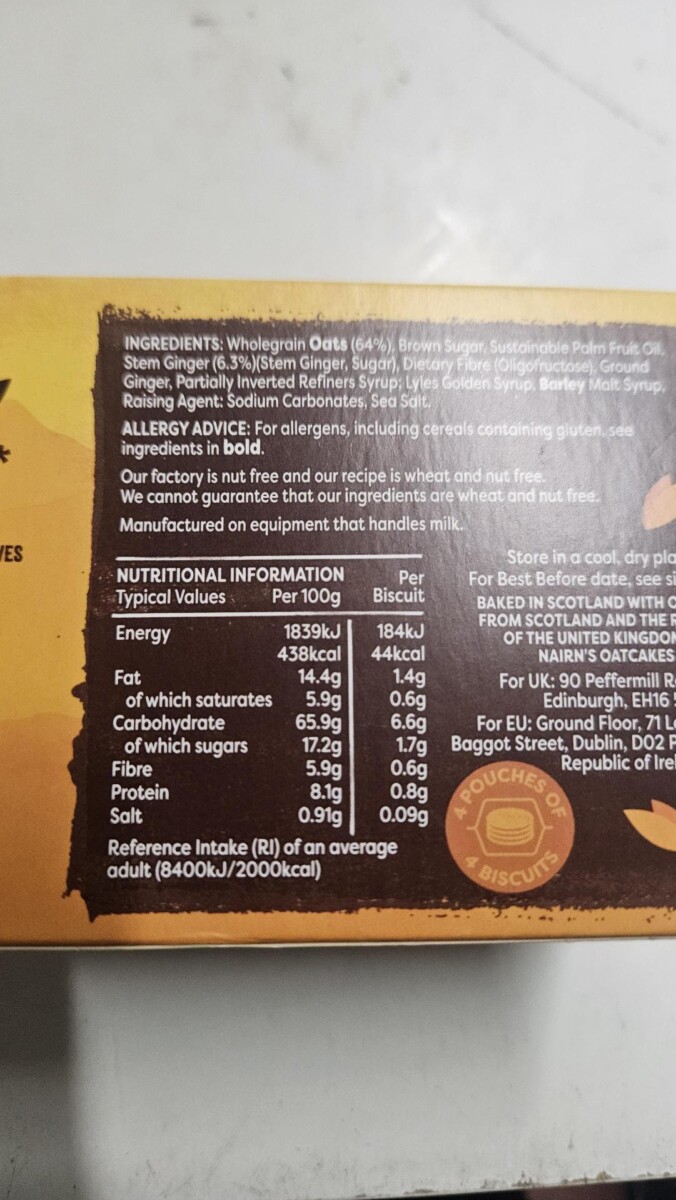 INGREDIENTS: Wholegrain Oats (64%), Brown Sugar, Sustainable Palm Fruit Oil,
Stem Ginger (6.3%)(Stem Ginger, Sugar), Dietary Fibre (Oligofructose), Ground
Ginger, Partially Inverted Refiners Syrup; Lyles Golden Syrup, Barley Malt Syrup,
Raising Agent: Sodium Carbonates, Sea Salt.
ALLERGY ADVICE: For allergens, including cereals containing gluten, see
ingredients in bold.
Our factory is nut free and our recipe is wheat and nut free.
We cannot guarantee that our ingredients are wheat and nut free.
Manufactured on equipment that handles milk.
NUTRITIONAL INFORMATION
Typical Values Per 100g Per Biscuit
Energy 1839kJ 184kJ
438kcal 44kcal
Fat 14.4g 1.4g
of which saturates 5.9g 0.6g
Carbohydrate 65.9g 6.6g
of which sugars 17.2g 1.7g
Fibre 5.9g 0.6g
Protein 8.1g 0.8g
Salt 0.91g 0.09g
Reference Intake (RI) of an average
adult (8400kJ/2000kcal)
Store in a cool, dry
For Best Before date, see
BAKED IN SCOTLAND WITH
FROM SCOTLAND AND THE
OF THE UNITED KINGDOM
NAIRN'S OATCAKES
For UK: 90 Peffermill
Edinburgh, EH16
For EU: Ground Floor, 71
Baggot Street, Dublin, D02
Republic of
4 POUCHES OF
4 BISCUITS